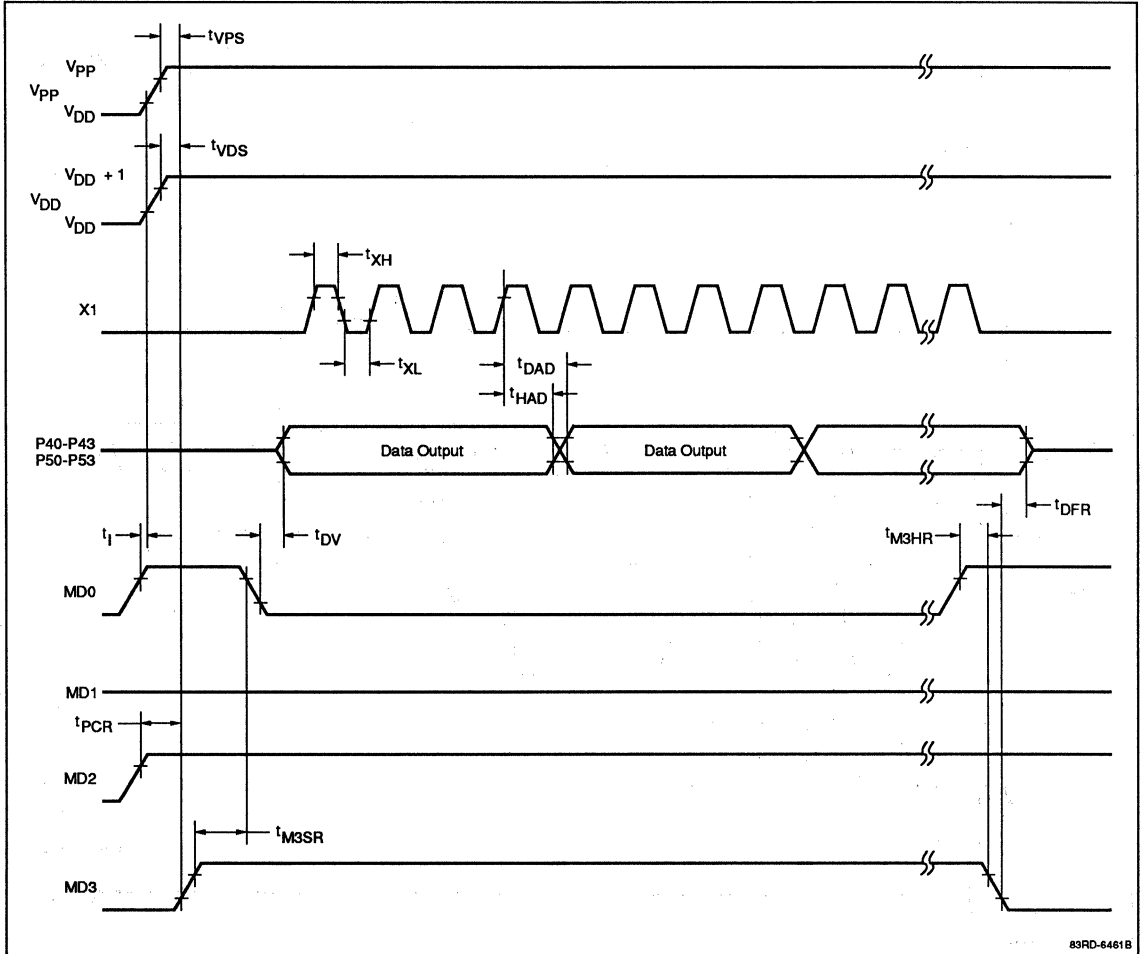 tVPS
VPP
VPP
VDD
tVDS
VDD + 1
VDD
VDD
tXH
X1
tXL
tDAD
tHAD
P40-P43
P50-P53
Data Output
Data Output
tDFR
tI
tDV
tM3HR
MD0
MD1
tPCR
MD2
tM3SR
MD3
83RD-6461B